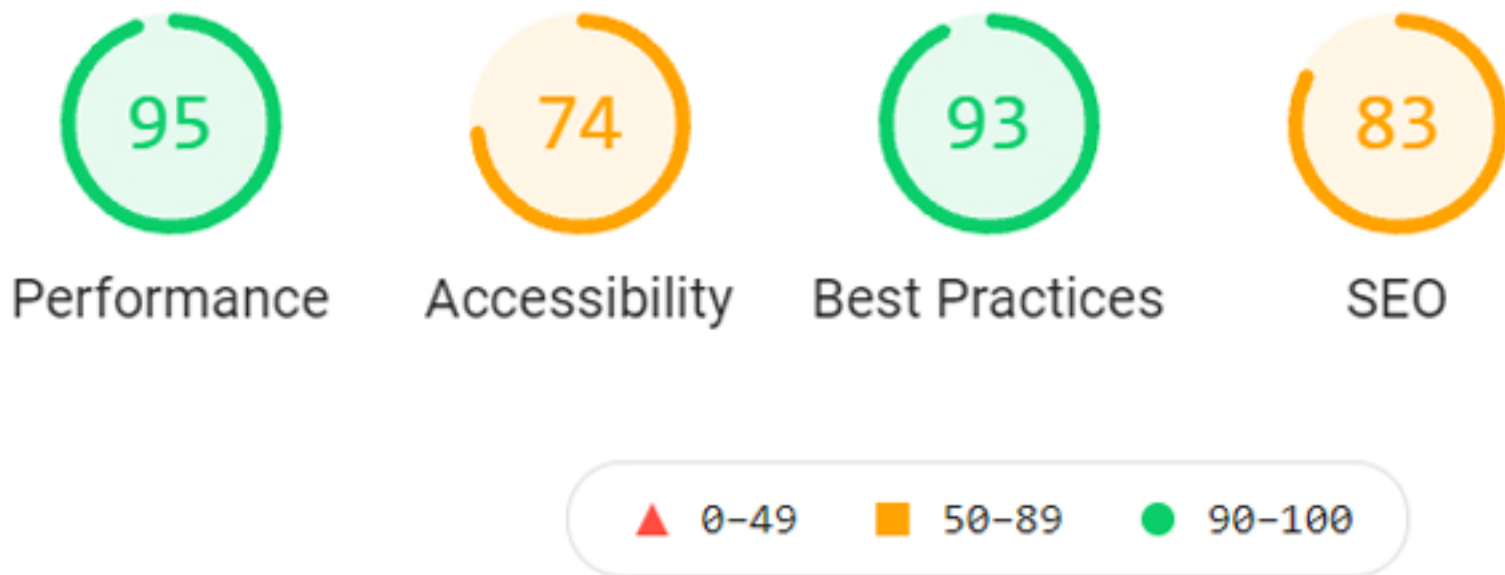 95 74 93 83
Performance Accessibility Best Practices SEO
0–49 50–89 90–100